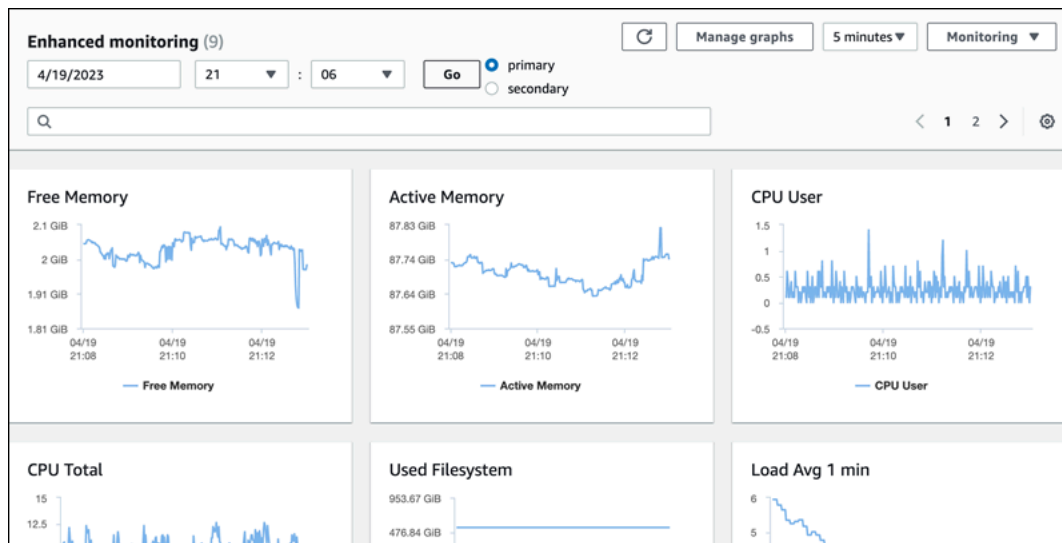 Enhanced monitoring (9)
Manage graphs
5 minutes
Monitoring
4/19/2023
21
:
06
Go
primary
secondary
1 2
Free Memory
2.1 GiB
2 GiB
1.91 GiB
1.81 GiB
04/19 04/19 04/19
21:08 21:10 21:12
Free Memory
Active Memory
87.83 GiB
87.74 GiB
87.64 GiB
87.55 GiB
04/19 04/19 04/19
21:08 21:10 21:12
Active Memory
CPU User
1.5
1
0.5
0
-0.5
04/19 04/19 04/19
21:08 21:10 21:12
CPU User
CPU Total
15
12.5
Used Filesystem
953.67 GiB
476.84 GiB
Load Avg 1 min
6
5